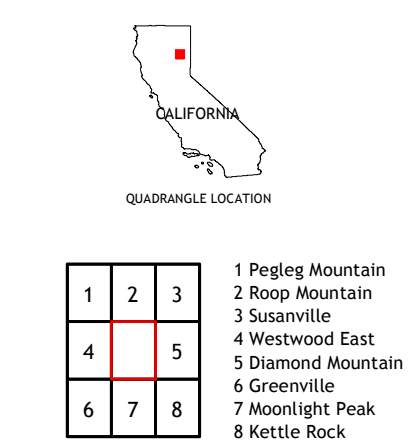 CALIFORNIA
QUADRANGLE LOCATION
1 2 3
4 5
6 7 8
1 Pegleg Mountain
2 Roop Mountain
3 Susanville
4 Westwood East
5 Diamond Mountain
6 Greenville
7 Moonlight Peak
8 Kettle Rock